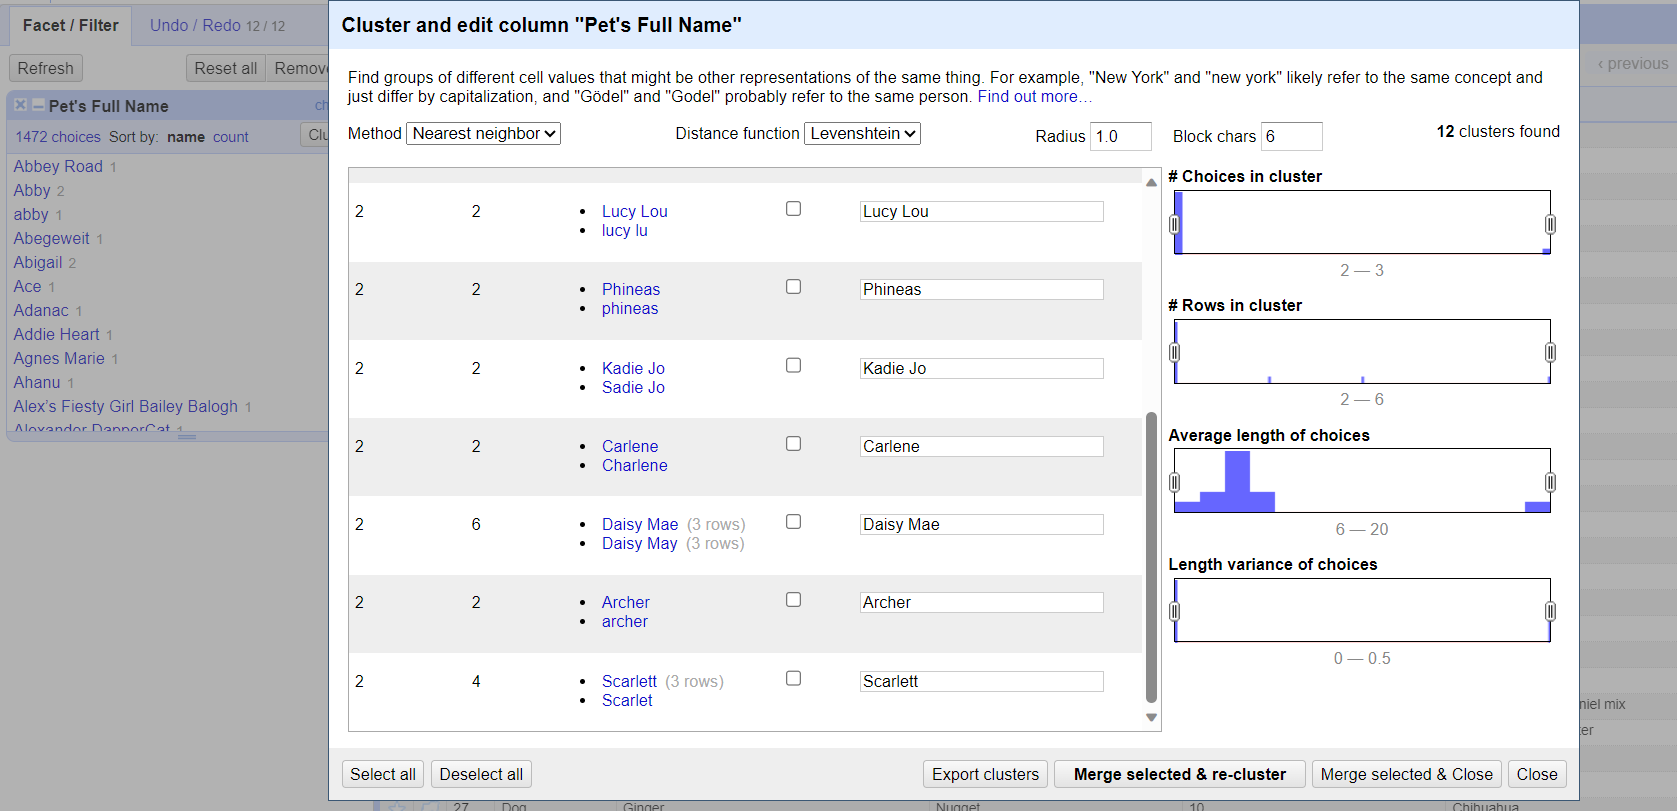 Facet / Filter
Undo / Redo 12 / 12
Refresh
Reset all
Remove
Pet's Full Name
ch
1472 choices Sort by: name count
Clu
Abbey Road 1
Abby 2
abby 1
Abegeweit 1
Abigail 2
Ace 1
Adanac 1
Addie Heart 1
Agnes Marie 1
Ahanu 1
Alex's Fiesty Girl Bailey Balogh 1
Alexander DapperCat 1
Cluster and edit column "Pet's Full Name"
Find groups of different cell values that might be other representations of the same thing. For example, "New York" and "new york" likely refer to the same concept and
just differ by capitalization, and "Gödel" and "Godel" probably refer to the same person. Find out more…
Method Nearest neighbor
Distance function Levenshtein
Radius 1.0
Block chars 6
12 clusters found
2 2 Lucy Lou Lucy Lou
lucy lu
2 2 Phineas Phineas
phineas
2 2 Kadie Jo Kadie Jo
Sadie Jo
2 2 Carlene Carlene
Charlene
2 6 Daisy Mae (3 rows) Daisy Mae
Daisy May (3 rows)
2 2 Archer Archer
archer
2 4 Scarlett (3 rows) Scarlett
Scarlet
# Choices in cluster
2 — 3
# Rows in cluster
2 — 6
Average length of choices
6 — 20
Length variance of choices
0 — 0.5
Select all
Deselect all
Export clusters
Merge selected & re-cluster
Merge selected & Close
Close
‹ previous
niel mix
er
27. Dog Ginger Nugget 10 Chihuahua